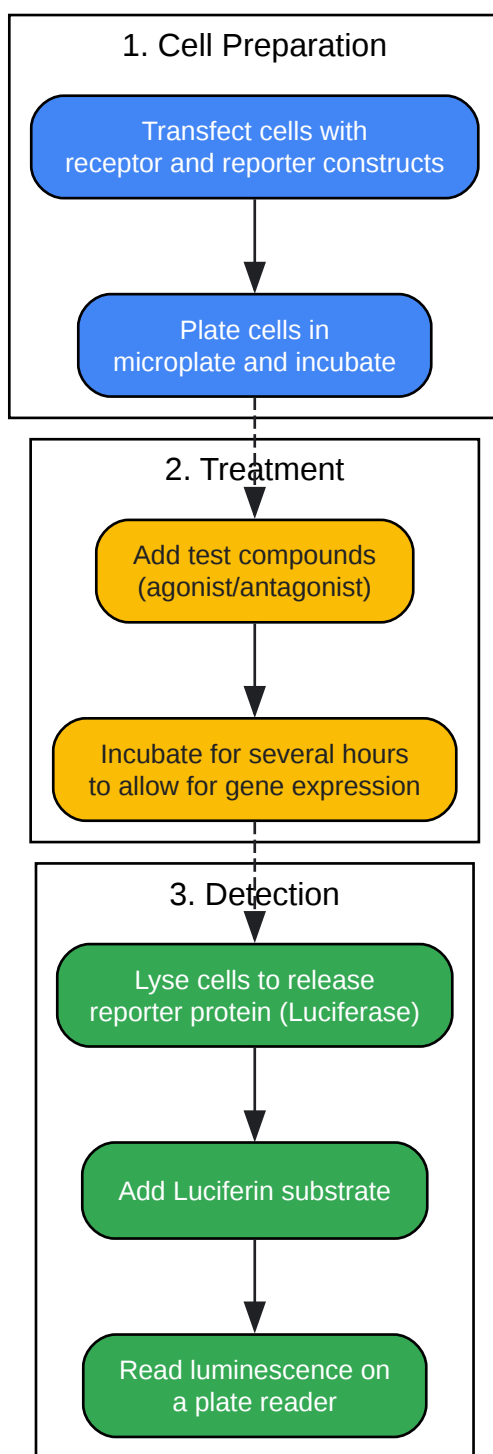 1. Cell Preparation
Transfect cells with
receptor and reporter constructs
Plate cells in
microplate and incubate
2. Treatment
Add test compounds
(agonist/antagonist)
Incubate for several hours
to allow for gene expression
3. Detection
Lyse cells to release
reporter protein (Luciferase)
Add Luciferin substrate
Read luminescence on
a plate reader